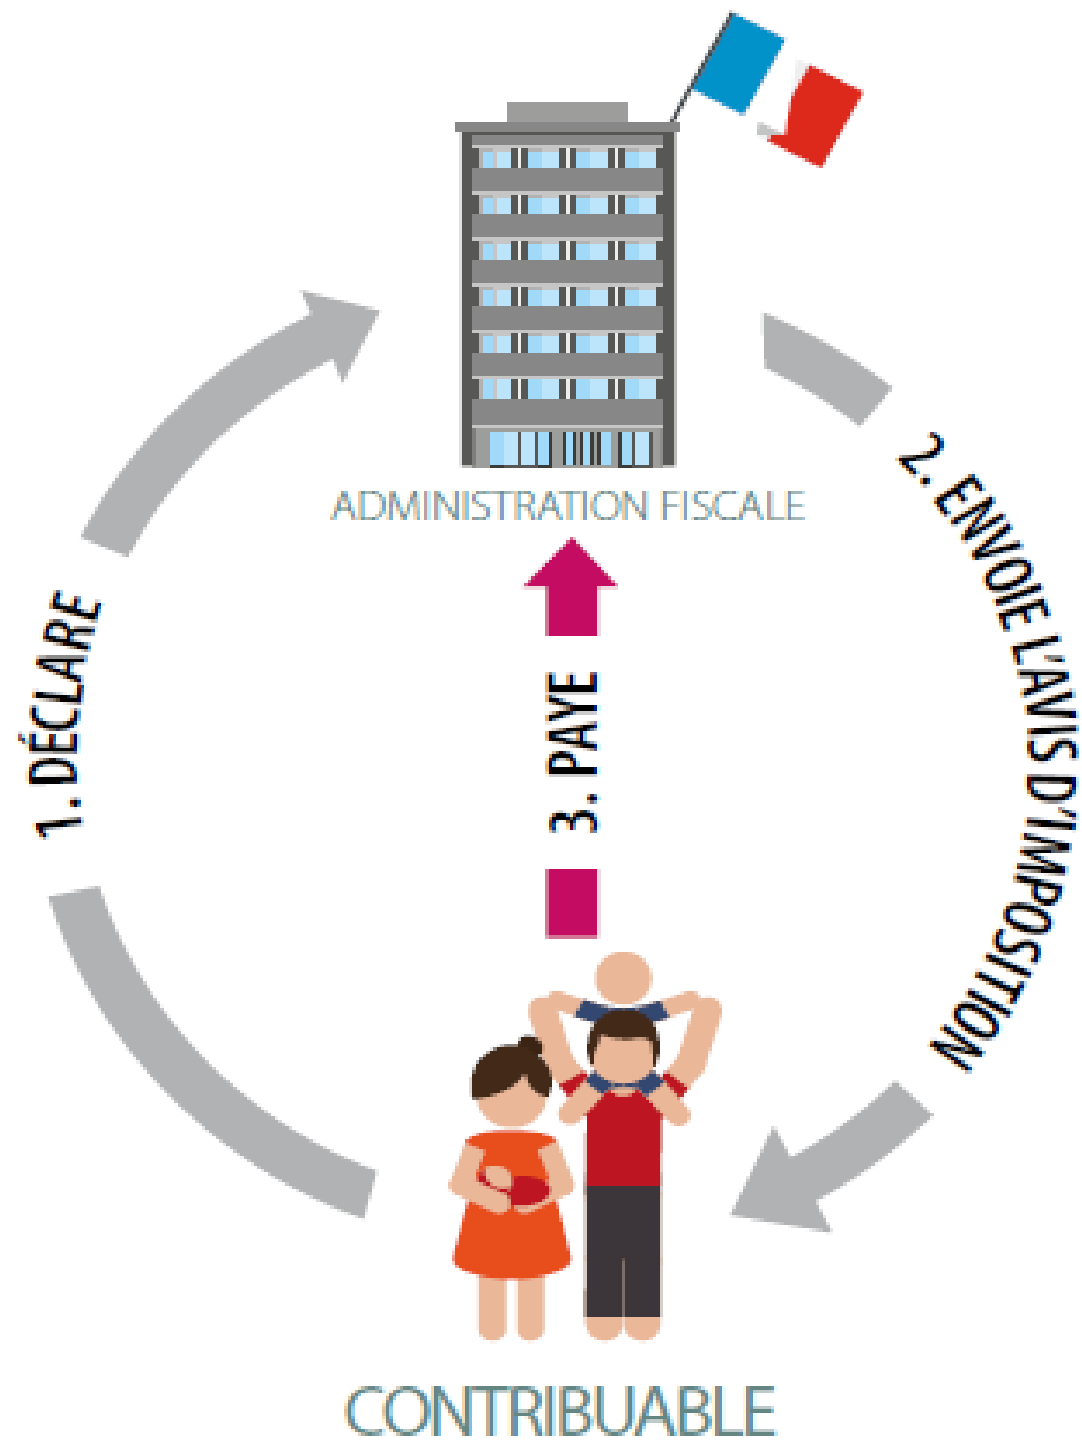 ADMINISTRATION FISCALE
1. DÉCLARE
2. ENVOIE L'AVIS D'IMPOSITION
3. PAYE
CONTRIBUABLE